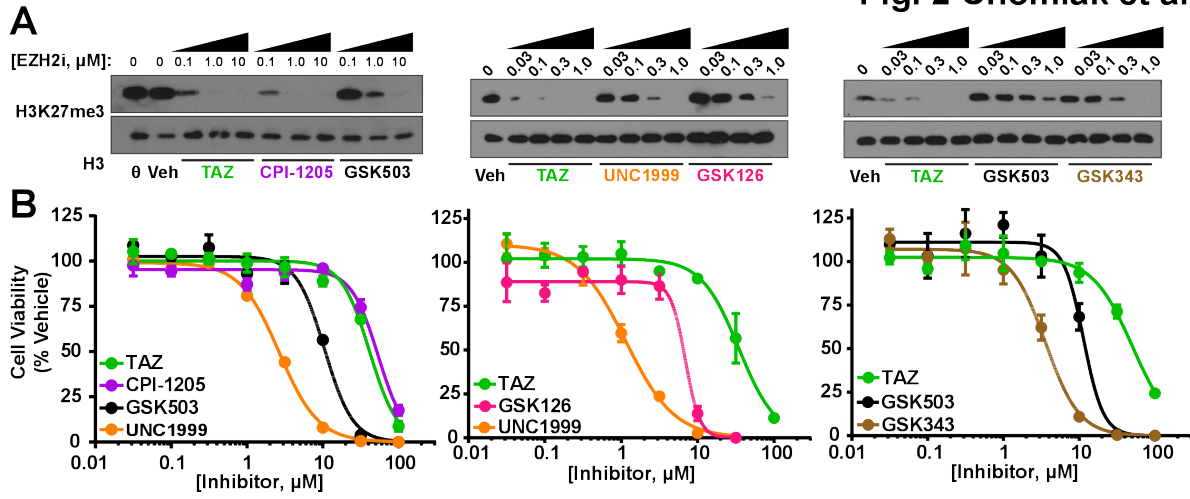 Fig. 2 Chomiak et al
A
[EZH2i, µM]: 0 0 0.1 1.0 10 0.1 1.0 10 0.1 1.0 10
0 0.03 0.1 0.3 1.0 0.03 0.1 0.3 1.0 0.03 0.1 0.3 1.0
0 0.03 0.1 0.3 1.0 0.03 0.1 0.3 1.0 0.03 0.1 0.3 1.0
H3K27me3
H3
θ Veh TAZ CPI-1205 GSK503
Veh TAZ UNC1999 GSK126
Veh TAZ GSK503 GSK343
B
Cell Viability
(% Vehicle)
125
100
75
50
25
0
TAZ
CPI-1205
GSK503
UNC1999
0.01 0.1 1 10 100
[Inhibitor, µM]
125
100
75
50
25
0
TAZ
GSK126
UNC1999
0.01 0.1 1 10 100
[Inhibitor, µM]
125
100
75
50
25
0
TAZ
GSK503
GSK343
0.01 0.1 1 10 100
[Inhibitor, µM]